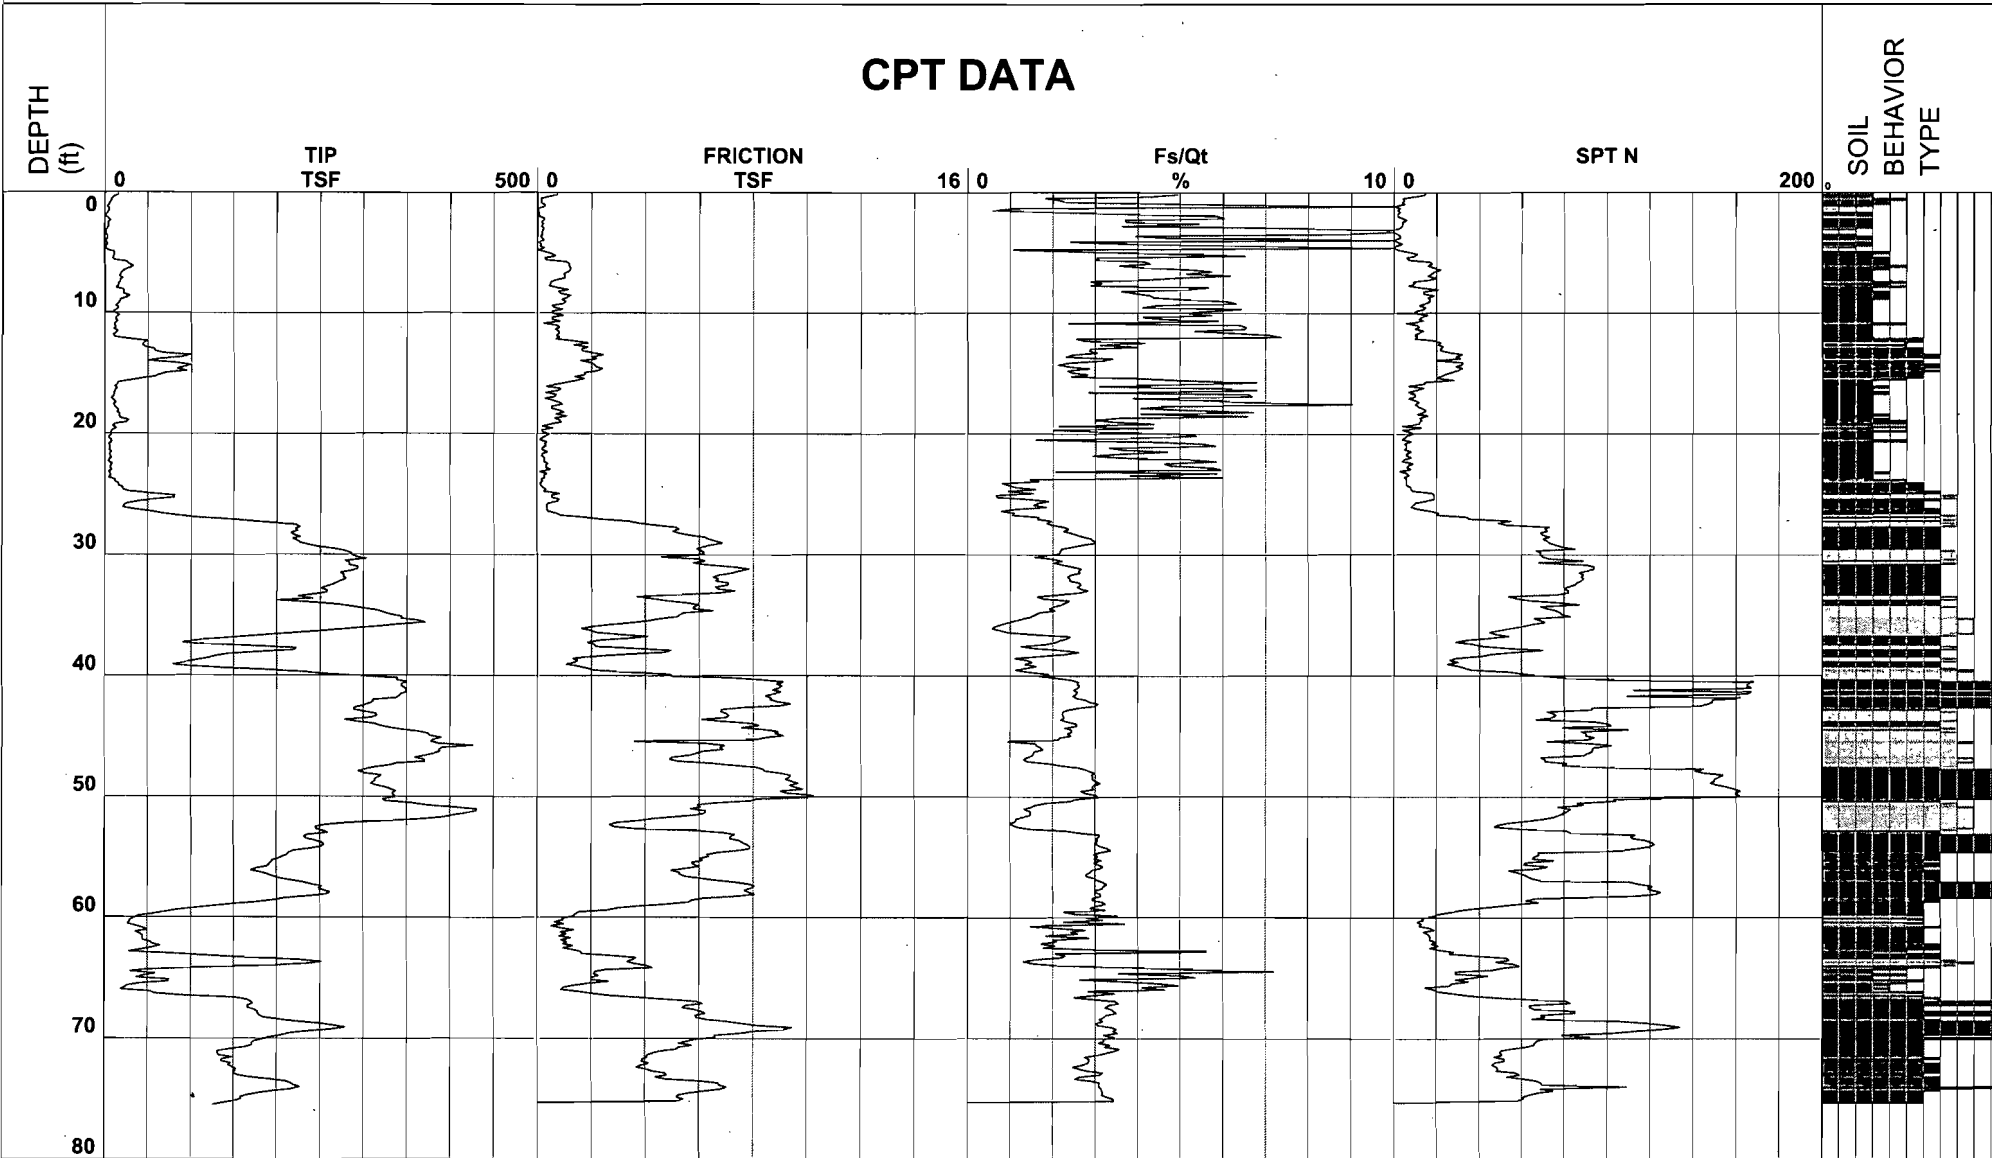 CPT DATA
DEPTH
(ft)
TIP
TSF
0
500
FRICTION
TSF
0
16
Fs/Qt
%
0
10
SPT N
0
200
SOIL
BEHAVIOR
TYPE
0
0
10
20
30
40
50
60
70
80